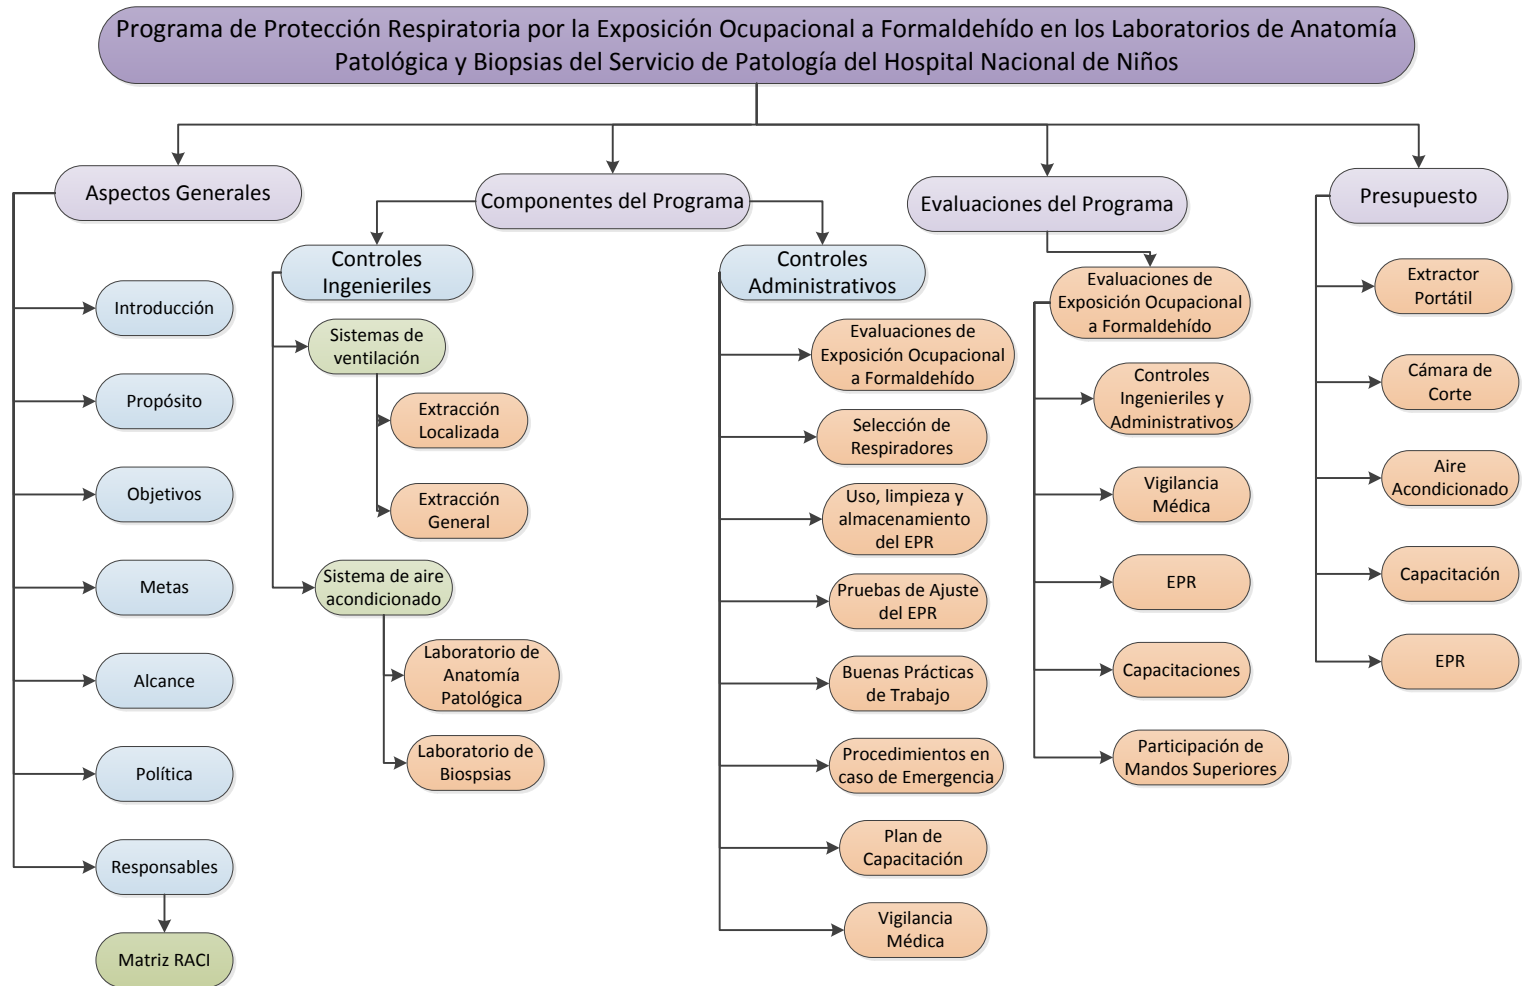 Programa de Protección Respiratoria por la Exposición Ocupacional a Formaldehído en los Laboratorios de Anatomía
Patológica y Biopsias del Servicio de Patología del Hospital Nacional de Niños
Aspectos Generales
Introducción
Propósito
Objetivos
Metas
Alcance
Política
Responsables
Matriz RACI
Componentes del Programa
Controles
Ingenieriles
Sistemas de
ventilación
Extracción
Localizada
Extracción
General
Sistema de aire
acondicionado
Laboratorio de
Anatomía
Patológica
Laboratorio de
Biospsias
Controles
Administrativos
Evaluaciones de
Exposición Ocupacional
a Formaldehído
Selección de
Respiradores
Uso, limpieza y
almacenamiento
del EPR
Pruebas de Ajuste
del EPR
Buenas Prácticas
de Trabajo
Procedimientos en
caso de Emergencia
Plan de
Capacitación
Vigilancia
Médica
Evaluaciones del Programa
Evaluaciones de
Exposición Ocupacional
a Formaldehído
Controles
Ingenieriles y
Administrativos
Vigilancia
Médica
EPR
Capacitaciones
Participación de
Mandos Superiores
Presupuesto
Extractor
Portátil
Cámara de
Corte
Aire
Acondicionado
Capacitación
EPR